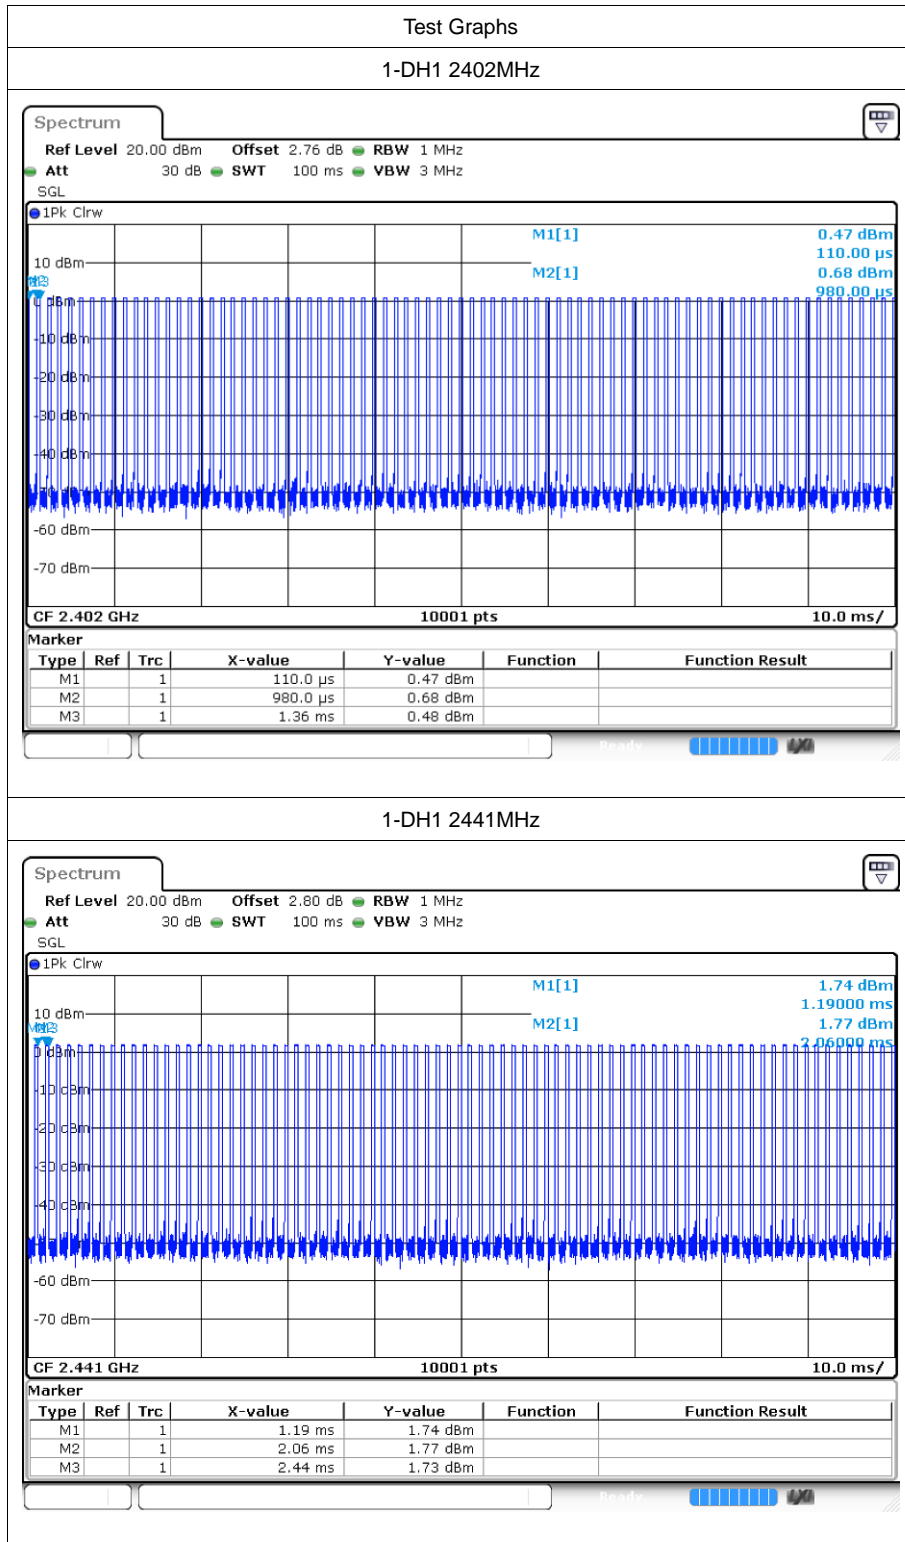 Test Graphs
1-DH1 2402MHz
Spectrum
Ref Level 20.00 dBm Offset 2.76 dB RBW 1 MHz
Att 30 dB SWT 100 ms VBW 3 MHz
SGL
1Pk Clrw
M1[1] 0.47 dBm
110.00 µs
10 dBm
M2[1] 0.68 dBm
980.00 µs
0 dBm
-10 dBm
-20 dBm
-30 dBm
-40 dBm
-60 dBm
-70 dBm
CF 2.402 GHz 10001 pts 10.0 ms/
Marker
Type Ref Trc X-value Y-value Function Function Result
M1 1 110.0 µs 0.47 dBm
M2 1 980.0 µs 0.68 dBm
M3 1 1.36 ms 0.48 dBm
Ready
1-DH1 2441MHz
Spectrum
Ref Level 20.00 dBm Offset 2.80 dB RBW 1 MHz
Att 30 dB SWT 100 ms VBW 3 MHz
SGL
1Pk Clrw
M1[1] 1.74 dBm
1.19000 ms
10 dBm
M2[1] 1.77 dBm
2.06000 ms
0 dBm
-10 dBm
-20 dBm
-30 dBm
-40 dBm
-60 dBm
-70 dBm
CF 2.441 GHz 10001 pts 10.0 ms/
Marker
Type Ref Trc X-value Y-value Function Function Result
M1 1 1.19 ms 1.74 dBm
M2 1 2.06 ms 1.77 dBm
M3 1 2.44 ms 1.73 dBm
Ready